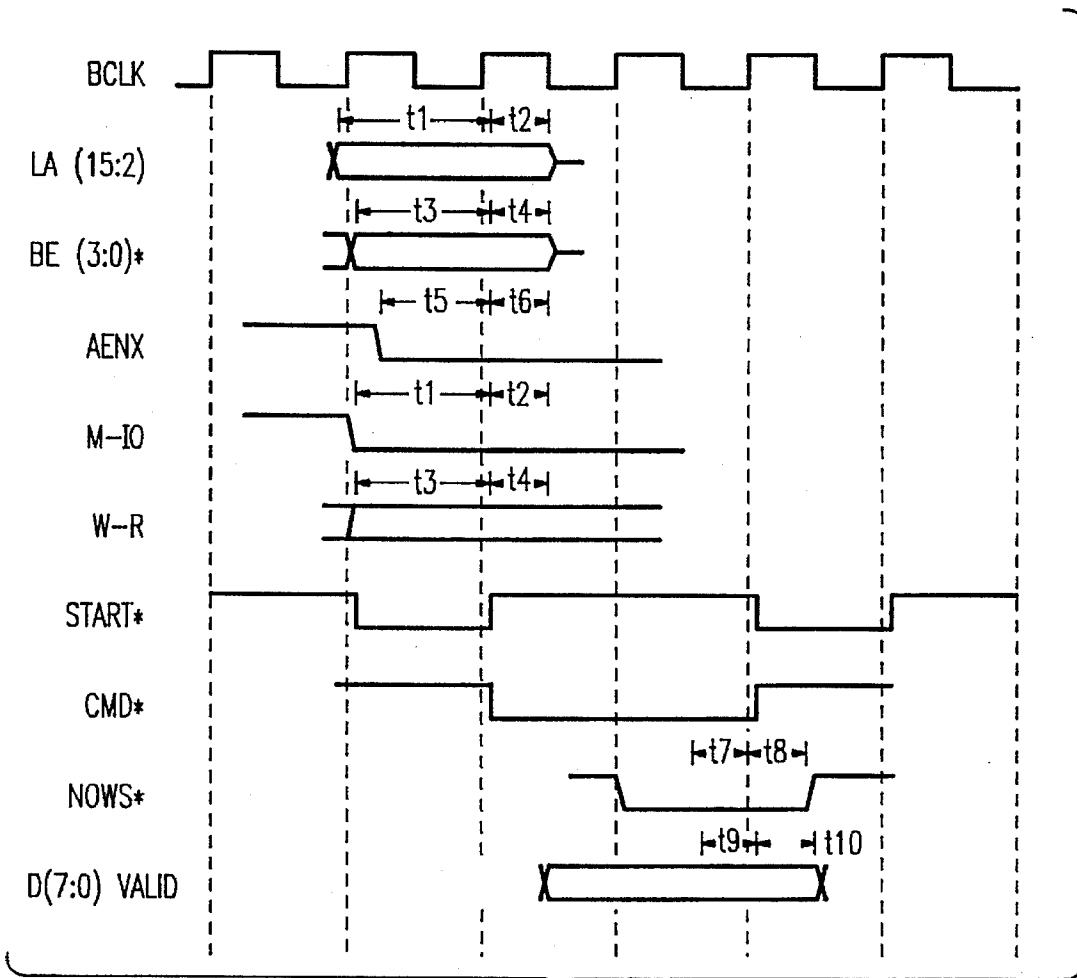 BCLK
t1 t2
LA (15:2)
t3 t4
BE (3:0)*
t5 t6
AENX
t1 t2
M-IO
t3 t4
W-R
START*
CMD*
t7 t8
NOWS*
t9 t10
D(7:0) VALID